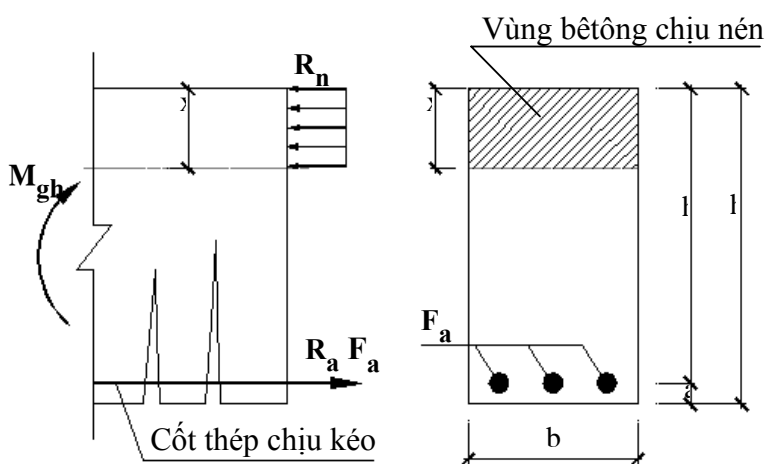 Vùng bêtông chịu nén
Rn
Mgh
Fa
Ra Fa
Cốt thép chịu kéo
b